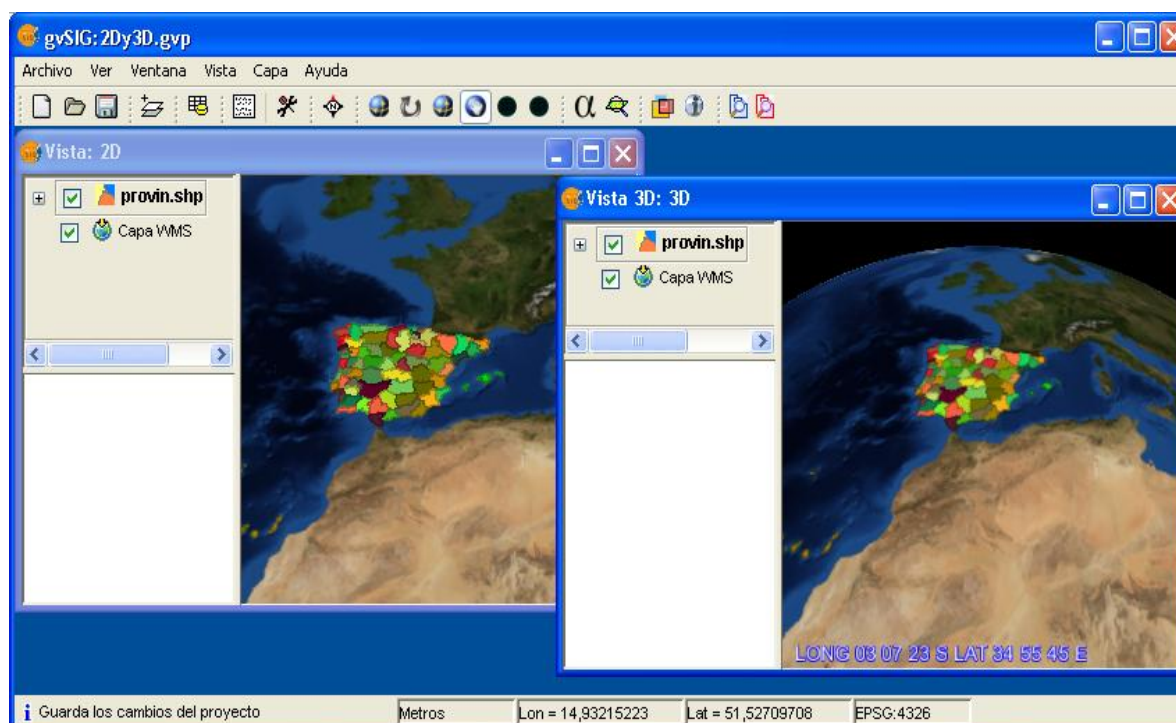 gvSIG:2Dy3D.gvp
Archivo Ver Ventana Vista Capa Ayuda
Vista: 2D
provin.shp
Capa WMS
Vista 3D: 3D
provin.shp
Capa WMS
LONG 03 07 23 S LAT 34 55 45 E
Guarda los cambios del proyecto
Metros
Lon = 14,93215223
Lat = 51,52709708
EPSG:4326